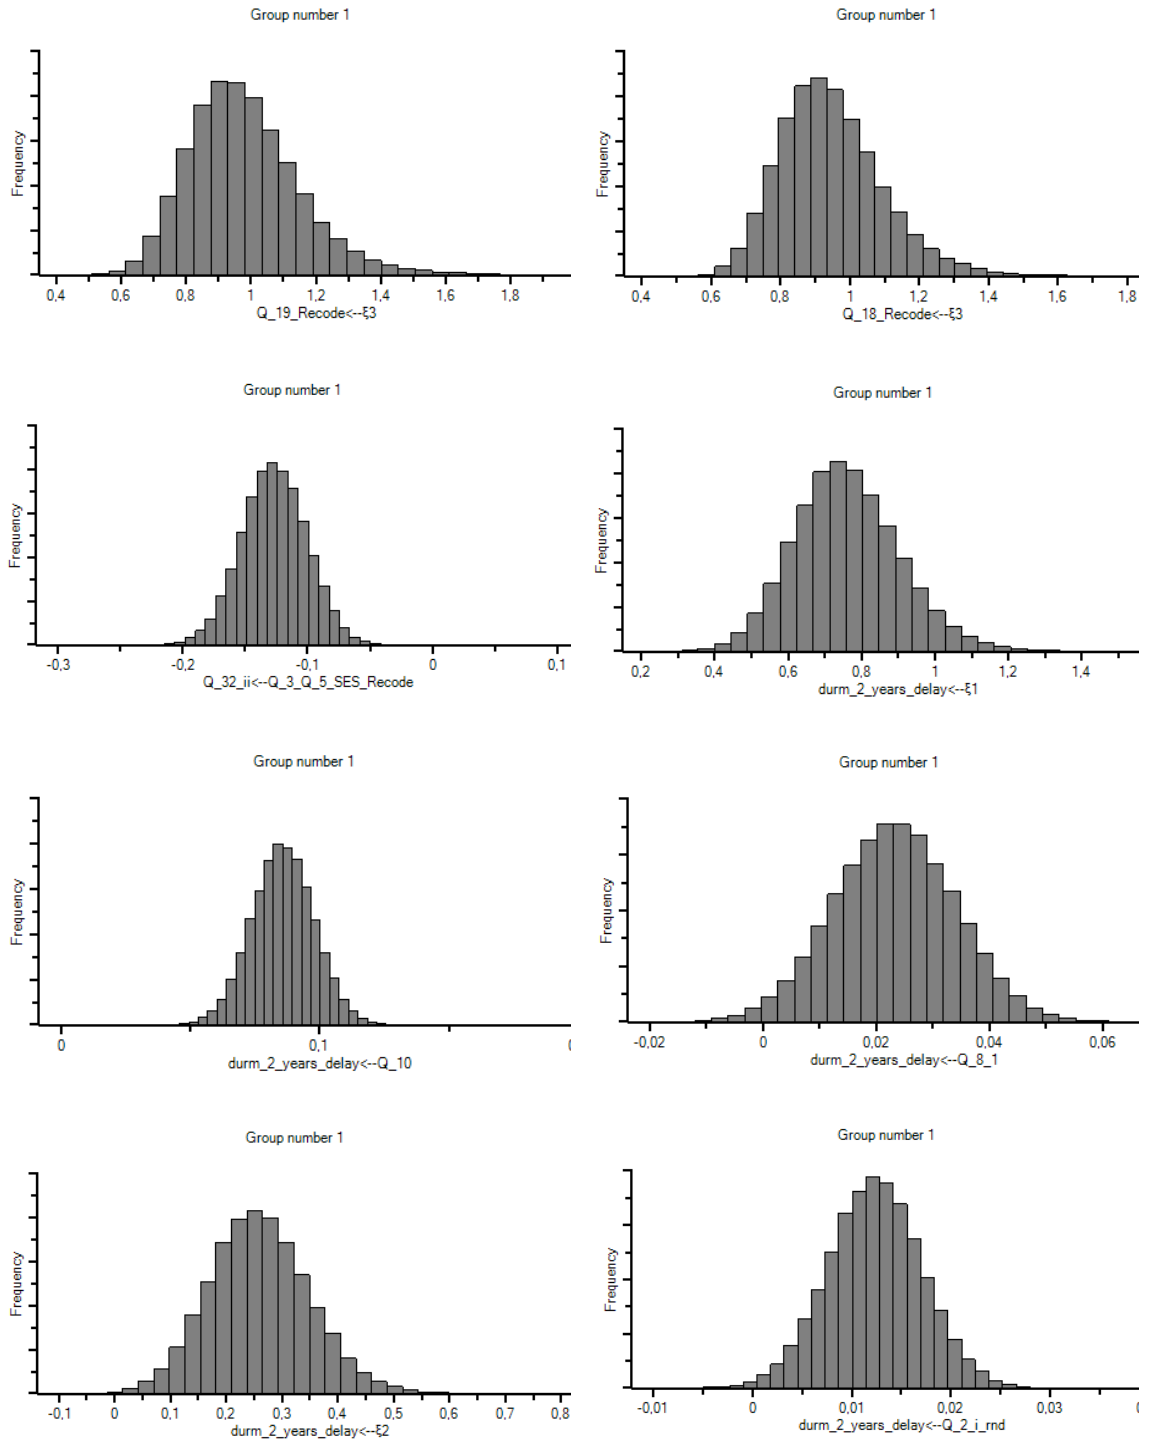 Group number 1
Frequency
0,4 0,6 0,8 1 1,2 1,4 1,6 1,8
Q_19_Recode<--ξ3
Group number 1
Frequency
0,4 0,6 0,8 1 1,2 1,4 1,6 1,8
Q_18_Recode<--ξ3
Group number 1
Frequency
-0,3 -0,2 -0,1 0 0,1
Q_32_ii<--Q_3_Q_5_SES_Recode
Group number 1
Frequency
0,2 0,4 0,6 0,8 1 1,2 1,4
durm_2_years_delay<--ξ1
Group number 1
Frequency
0 0,1
durm_2_years_delay<--Q_10
Group number 1
Frequency
-0,02 0 0,02 0,04 0,06
durm_2_years_delay<--Q_8_1
Group number 1
Frequency
-0,1 0 0,1 0,2 0,3 0,4 0,5 0,6 0,7 0,8
durm_2_years_delay<--ξ2
Group number 1
Frequency
-0,01 0 0,01 0,02 0,03
durm_2_years_delay<--Q_2_i_rnd